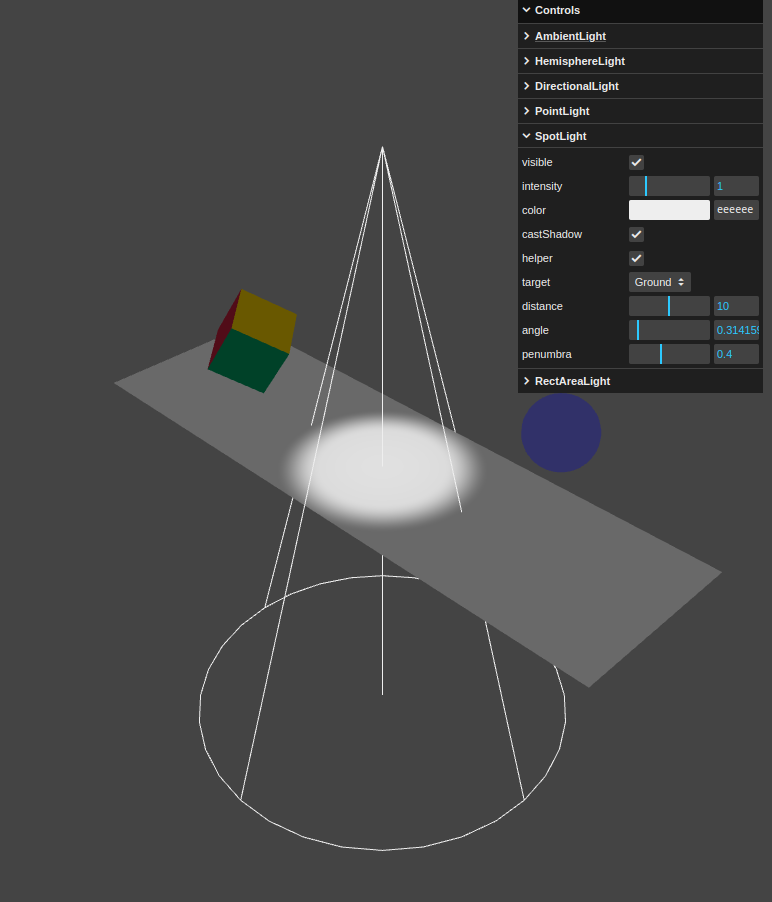 Controls
AmbientLight
HemisphereLight
DirectionalLight
PointLight
SpotLight
visible
intensity 1
color eeeeee
castShadow
helper
target Ground
distance 10
angle 0.314159
penumbra 0.4
RectAreaLight